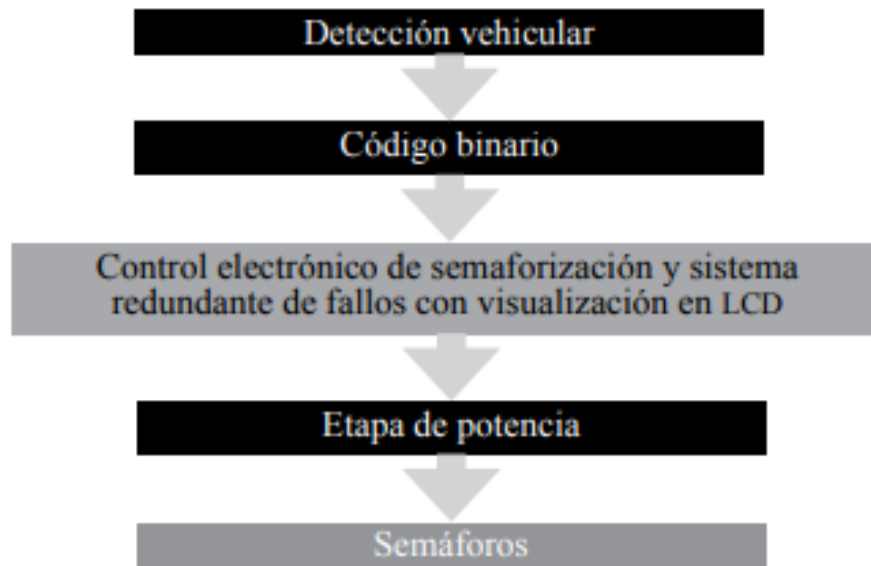 Detección vehicular
Código binario
Control electrónico de semaforización y sistema
redundante de fallos con visualización en LCD
Etapa de potencia
Semáforos